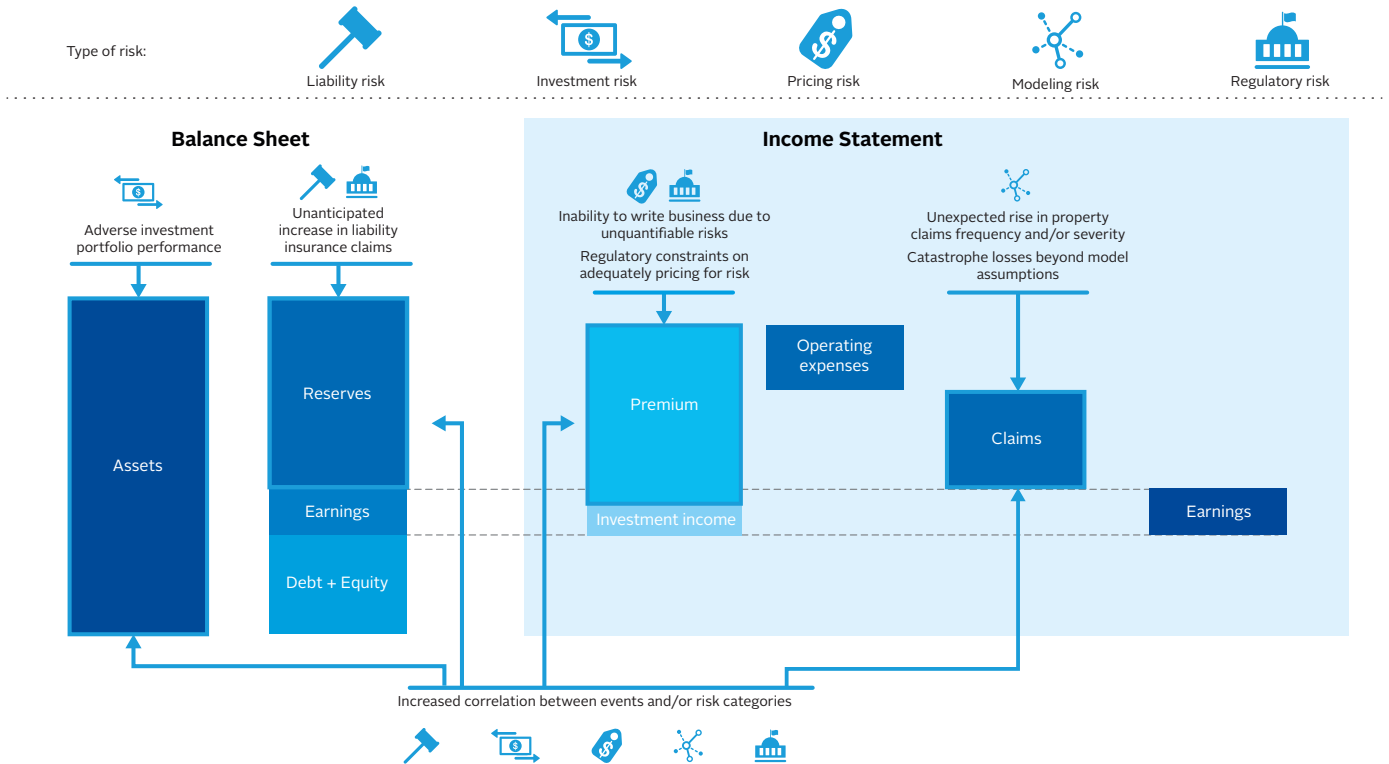 Type of risk:
Liability risk
Investment risk
Pricing risk
Modeling risk
Regulatory risk
Balance Sheet
Income Statement
Adverse investment
portfolio performance
Unanticipated
increase in liability
insurance claims
Inability to write business due to
unquantifiable risks
Regulatory constraints on
adequately pricing for risk
Unexpected rise in property
claims frequency and/or severity
Catastrophe losses beyond model
assumptions
Assets
Reserves
Earnings
Debt + Equity
Premium
Investment income
Operating
expenses
Claims
Earnings
Increased correlation between events and/or risk categories